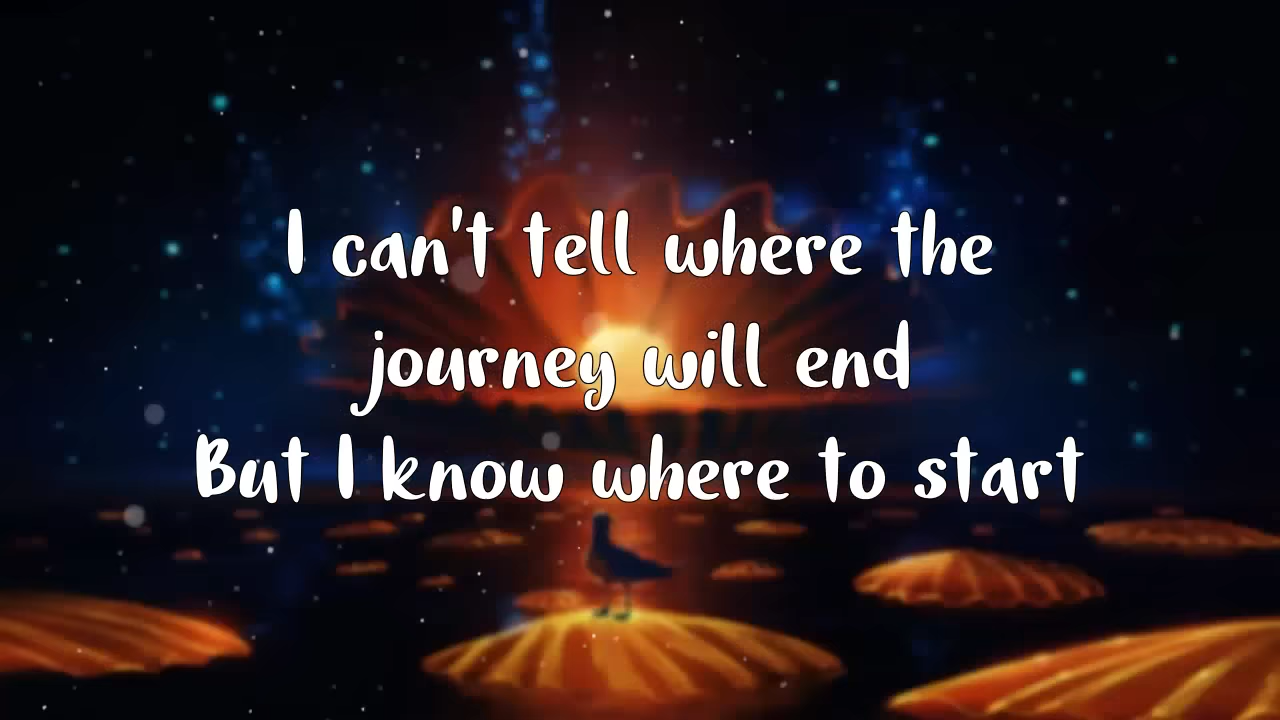 I can't tell where the
journey will end
But I know where to start